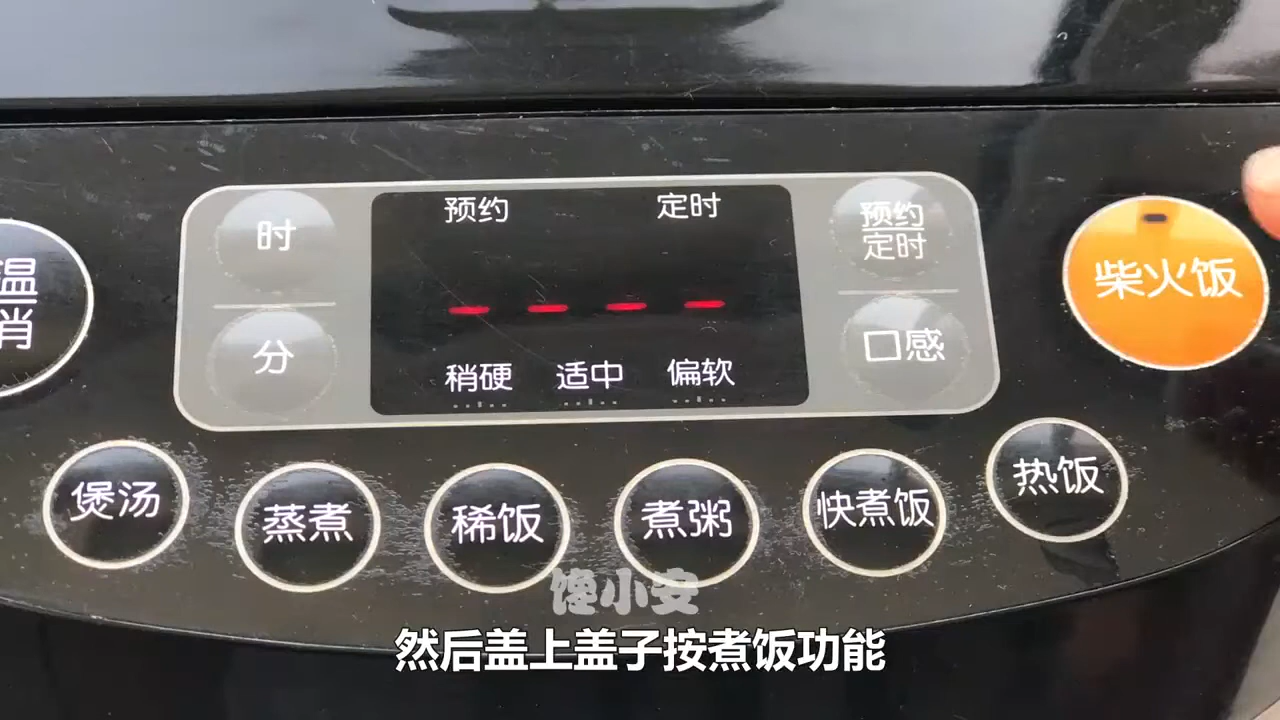 预约
定时
时
分
预约
定时
口感
稍硬
适中
偏软
柴火饭
温
消
煲汤
蒸煮
稀饭
煮粥
快煮饭
热饭
馋小安
然后盖上盖子按煮饭功能